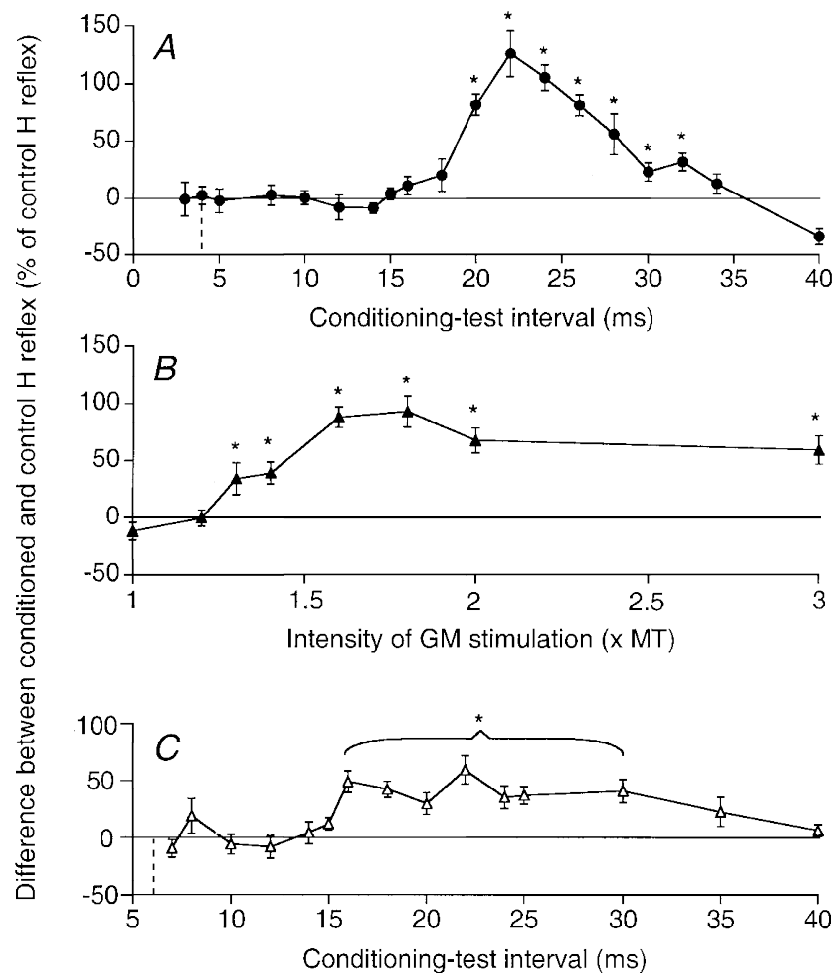 Difference between conditioned and control H reflex (% of control H reflex)
A
150
100
50
0
-50
* * * * * * *
0 5 10 15 20 25 30 35 40
Conditioning-test interval (ms)
B
150
100
50
0
-50
* * * * * *
1 1.5 2 2.5 3
Intensity of GM stimulation (x MT)
C
100
50
0
-50
*
5 10 15 20 25 30 35 40
Conditioning-test interval (ms)